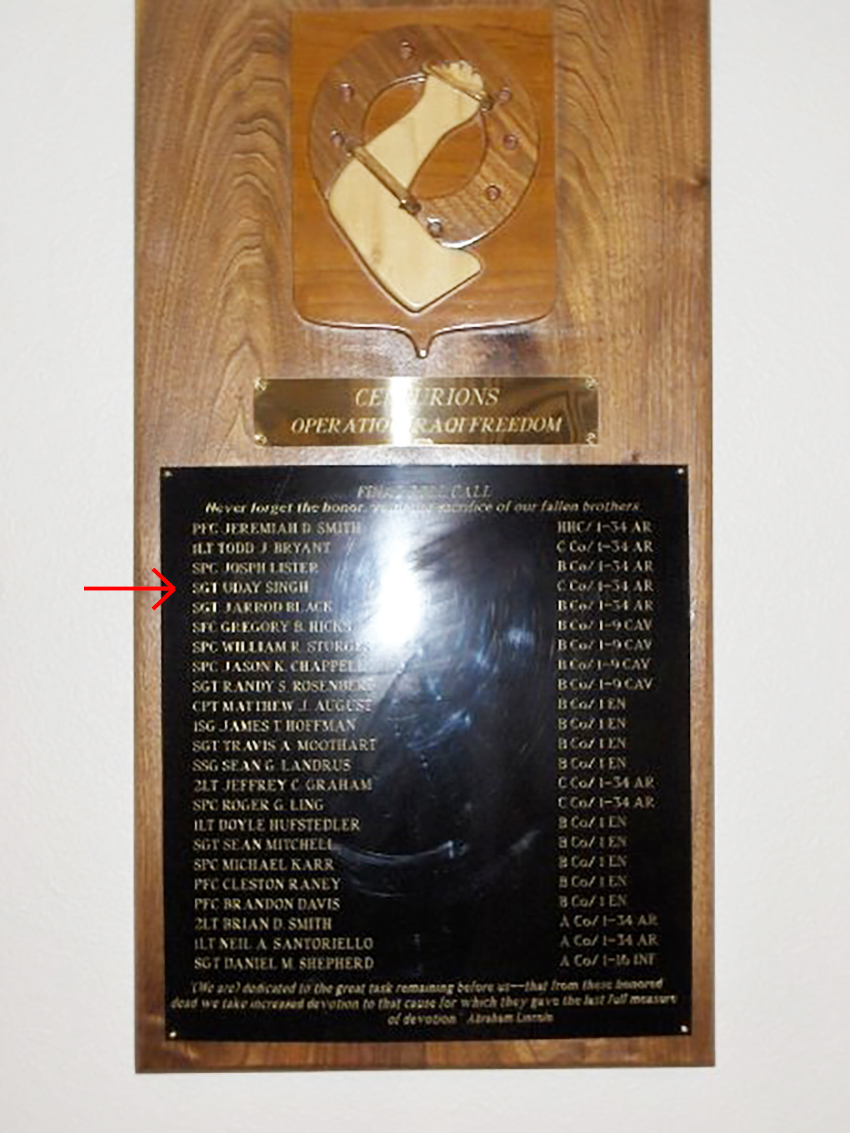 CENTURIONS
OPERATION IRAQI FREEDOM
FINAL ROLL CALL
Never forget the honor, sacrifice of our fallen brothers
PFC JEREMIAH D. SMITH HHC/ 1-34 AR
1LT TODD J BRYANT C Co/ 1-34 AR
SPC JOSPH LISTER B Co/ 1-34 AR
SGT UDAY SINGH C Co/ 1-34 AR
SGT JARROD BLACK B Co/ 1-34 AR
SFC GREGORY B. HICKS B Co/ 1-9 CAV
SPC WILLIAM R. STURGES B Co/ 1-9 CAV
SPC JASON K. CHAPPELL B Co/ 1-9 CAV
SGT RANDY S. ROSENBERG B Co/ 1-9 CAV
CPT MATTHEW J. AUGUST B Co/ 1 EN
1SG JAMES T. HOFFMAN B Co/ 1 EN
SGT TRAVIS A. MOOTHART B Co/ 1 EN
SSG SEAN G. LANDRUS B Co/ 1 EN
2LT JEFFREY C. GRAHAM C Co/ 1-34 AR
SPC ROGER G. LING C Co/ 1-34 AR
1LT DOYLE HUFSTEDLER B Co/ 1 EN
SGT SEAN MITCHELL B Co/ 1 EN
SPC MICHAEL KARR B Co/ 1 EN
PFC CLESTON RANEY B Co/ 1 EN
PFC BRANDON DAVIS B Co/ 1 EN
2LT BRIAN D. SMITH A Co/ 1-34 AR
1LT NEIL A. SANTORIELLO A Co/ 1-34 AR
SGT DANIEL M. SHEPHERD A Co/ 1-16 INF
"(We are) dedicated to the great task remaining before us--that from these honored
dead we take increased devotion to that cause for which they gave the last full measure
of devotion." Abraham Lincoln